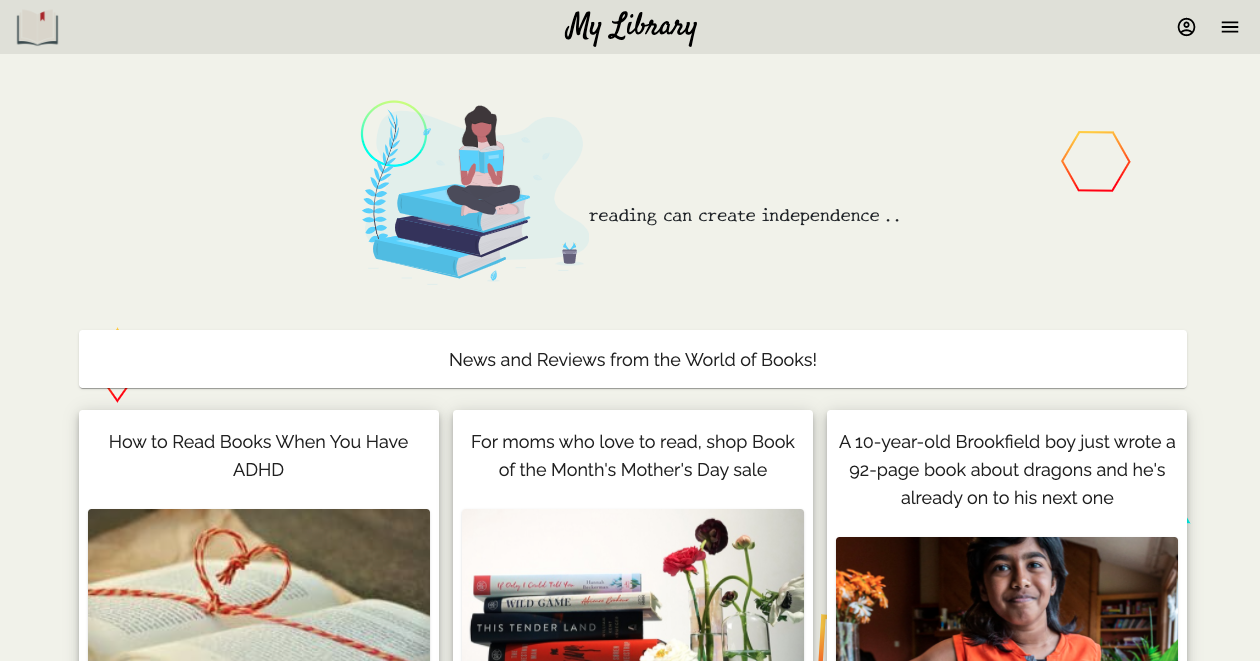 My Library
reading can create independence . .
News and Reviews from the World of Books!
How to Read Books When You Have
ADHD
For moms who love to read, shop Book
of the Month's Mother's Day sale
A 10-year-old Brookfield boy just wrote a
92-page book about dragons and he's
already on to his next one
If Only I Could Tell You
WILD GAME
THIS TENDER LAND